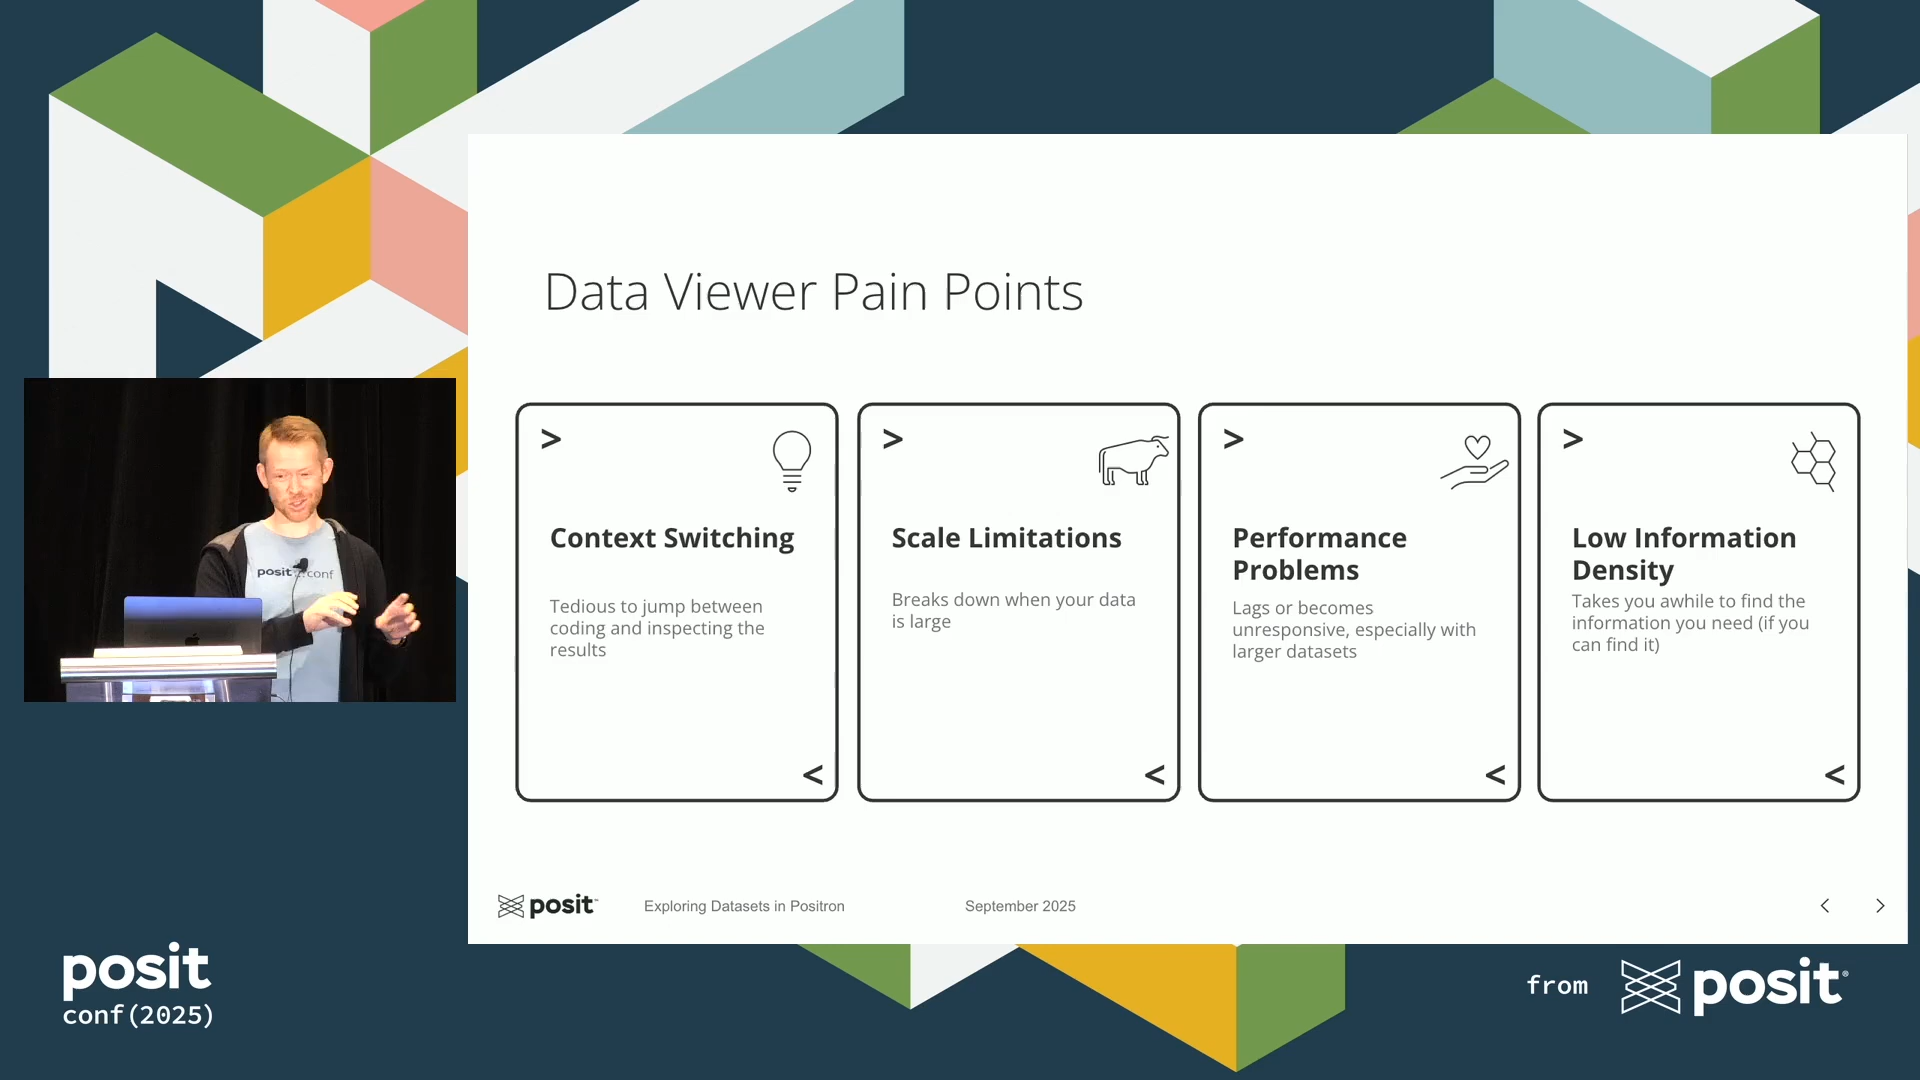 Data Viewer Pain Points
>
Context Switching
Tedious to jump between
coding and inspecting the
results
<
>
Scale Limitations
Breaks down when your data
is large
<
>
Performance
Problems
Lags or becomes
unresponsive, especially with
larger datasets
<
>
Low Information
Density
Takes you awhile to find the
information you need (if you
can find it)
<
posit™
Exploring Datasets in Positron
September 2025
posit conf
posit
conf(2025)
from
posit®